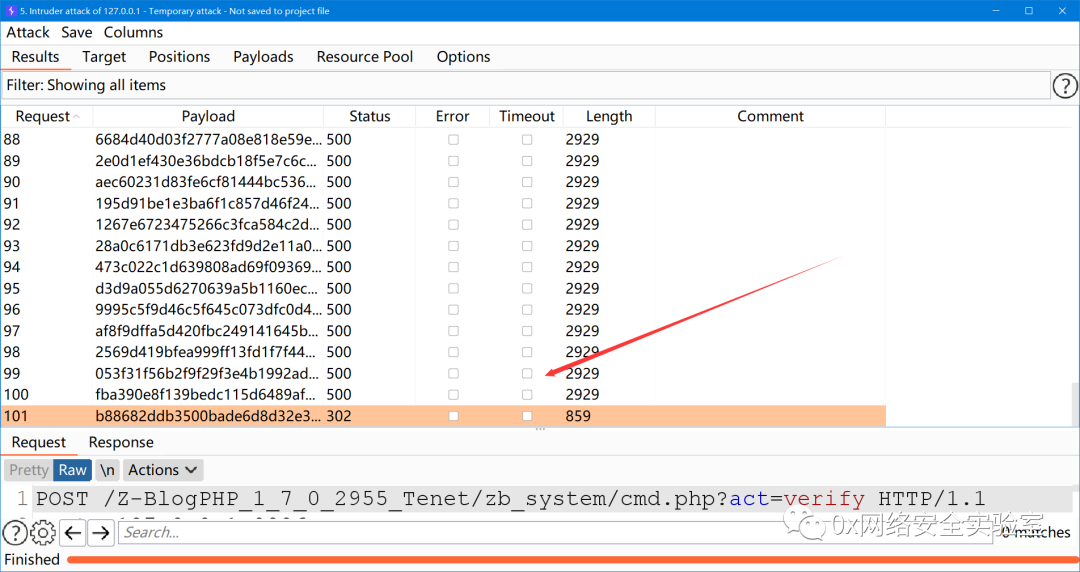 5. Intruder attack of 127.0.0.1 - Temporary attack - Not saved to project file
Attack Save Columns
Results Target Positions Payloads Resource Pool Options
Filter: Showing all items ?
Request Payload Status Error Timeout Length Comment
88 6684d40d03f2777a08e818e59e... 500 2929
89 2e0d1ef430e36bdcb18f5e7c6c... 500 2929
90 aec60231d83fe6cf81444bc536... 500 2929
91 195d91be1e3ba6f1c857d46f24... 500 2929
92 1267e6723475266c3fca584c2d... 500 2929
93 28a0c6171db3e623fd9d2e11a0... 500 2929
94 473c022c1d639808ad69f09369... 500 2929
95 d3d9a055d6270639a5b1160ec... 500 2929
96 9995c5f9d46c5f645c073dfc0d4... 500 2929
97 af8f9dffa5d420fbc249141645b... 500 2929
98 2569d419bfea999ff13fd1f7f44... 500 2929
99 053f31f56b2f9f29f3e4b1992ad... 500 2929
100 fba390e8f139bedc115d6489af... 500 2929
101 b88682ddb3500bade6d8d32e3... 302 859
Request Response
Pretty Raw \n Actions
1 POST /Z-BlogPHP_1_7_0_2955_Tenet/zb_system/cmd.php?act=verify HTTP/1.1
? Search... 0 matches
0x网络安全实验室
Finished